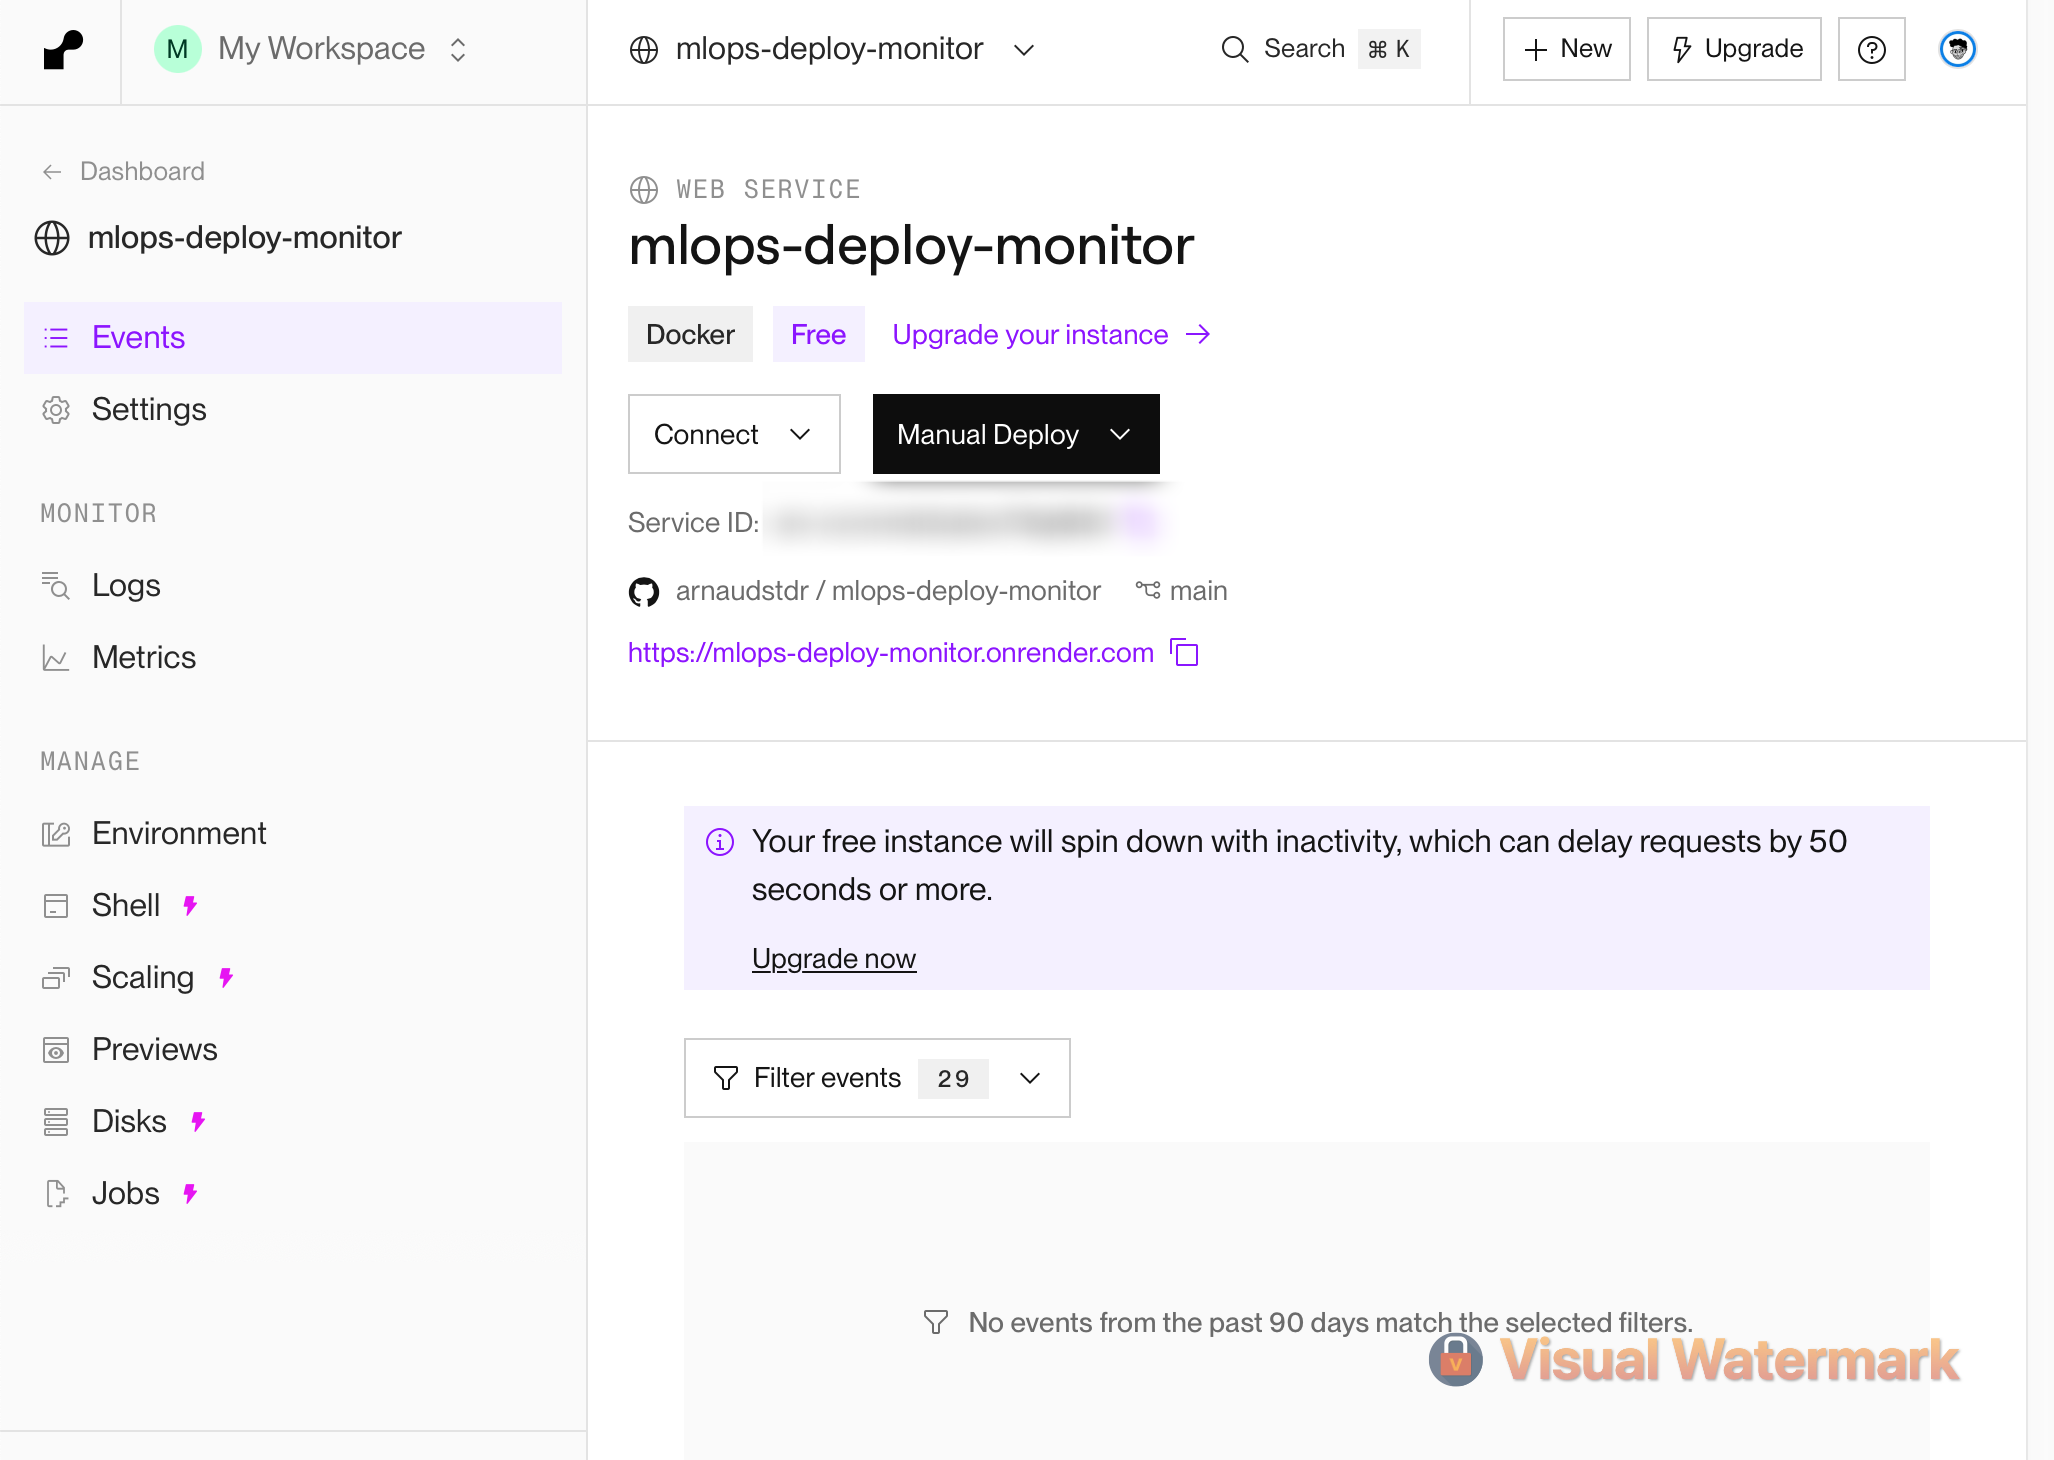 M My Workspace
mlops-deploy-monitor
Search ⌘ K
New
Upgrade
Dashboard
mlops-deploy-monitor
Events
Settings
MONITOR
Logs
Metrics
MANAGE
Environment
Shell
Scaling
Previews
Disks
Jobs
WEB SERVICE
mlops-deploy-monitor
Docker Free Upgrade your instance →
Connect Manual Deploy
Service ID:
arnaudstdr / mlops-deploy-monitor main
https://mlops-deploy-monitor.onrender.com
Your free instance will spin down with inactivity, which can delay requests by 50
seconds or more.
Upgrade now
Filter events 29
No events from the past 90 days match the selected filters.
V Visual Watermark